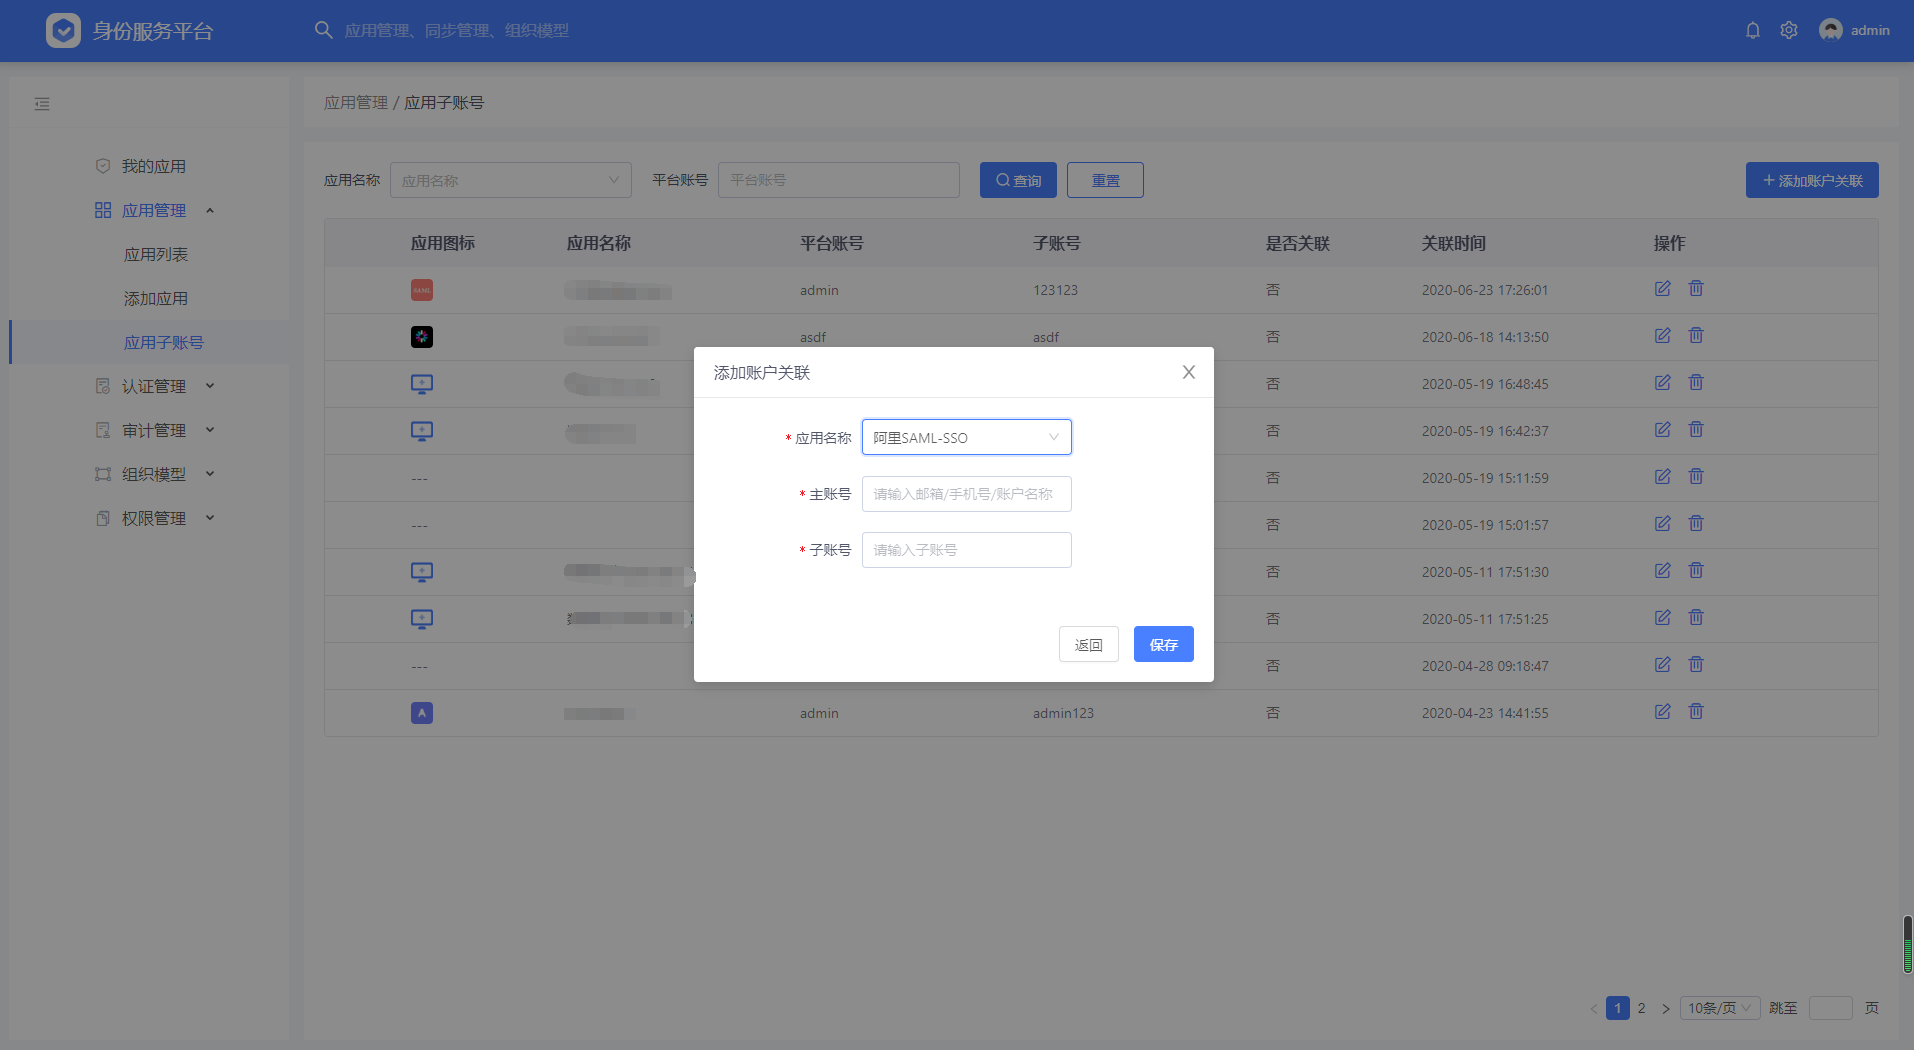 身份服务平台
应用管理、同步管理、组织模型
admin
应用管理 / 应用子账号
我的应用
应用管理
应用列表
添加应用
应用子账号
认证管理
审计管理
组织模型
权限管理
应用名称 应用名称 平台账号 平台账号 查询 重置 添加账户关联
应用图标 应用名称 平台账号 子账号 是否关联 关联时间 操作
SAML admin 123123 否 2020-06-23 17:26:01
asdf asdf 否 2020-06-18 14:13:50
否 2020-05-19 16:48:45
否 2020-05-19 16:42:37
--- 否 2020-05-19 15:11:59
--- 否 2020-05-19 15:01:57
否 2020-05-11 17:51:30
否 2020-05-11 17:51:25
--- 否 2020-04-28 09:18:47
A admin admin123 否 2020-04-23 14:41:55
添加账户关联
* 应用名称 阿里SAML-SSO
* 主账号 请输入邮箱/手机号/账户名称
* 子账号 请输入子账号
返回 保存
1 2 10条/页 跳至 页